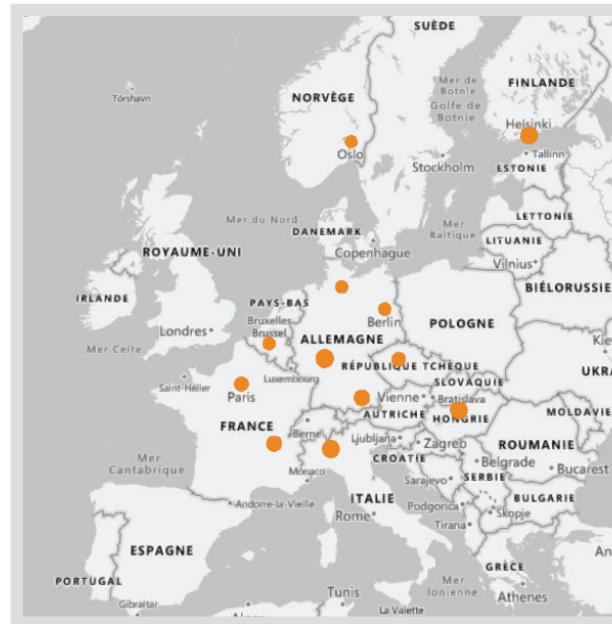 SUÈDE
Mer de
Botnie
FINLANDE
NORVÈGE
Golfe de
Botnie
Tórshavn
Helsinki
Oslo
Tallinn
Stockholm
ESTONIE
Mer du Nord
Mer
Baltique
LETTONIE
DANEMARK
LITUANIE
Copenhague
ROYAUME-UNI
Vilnius
BIÉLORUSSIE
IRLANDE
PAYS-BAS
Bruxelles
Brussel
Berlin
POLOGNE
Londres
ALLEMAGNE
Kie
Mer Celte
RÉPUBLIQUE TCHÈQUE
UKRA
Luxembourg
SLOVAQUIE
Saint-Hélier
Paris
Vienne
Bratislava
AUTRICHE
HONGRIE
MOLDAVIE
FRANCE
Berne
Ljubljana
Zagreb
ROUMANIE
CROATIE
Belgrade
Bucarest
Mer
Cantabrique
Monaco
Sarajevo
SERBIE
ITALIE
Podgorica
BULGARIE
Andorre-la-Vieille
Rome
Skopje
Tirana
ESPAGNE
An
GRÈCE
PORTUGAL
Mer
Ionienne
Athènes
Gibraltar
Tunis
La Valette